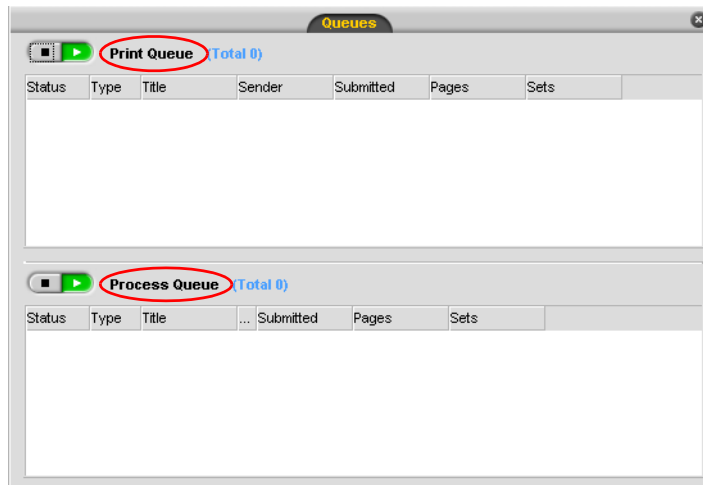 Queues
Print Queue (Total 0)
Status Type Title Sender Submitted Pages Sets
Process Queue (Total 0)
Status Type Title ... Submitted Pages Sets